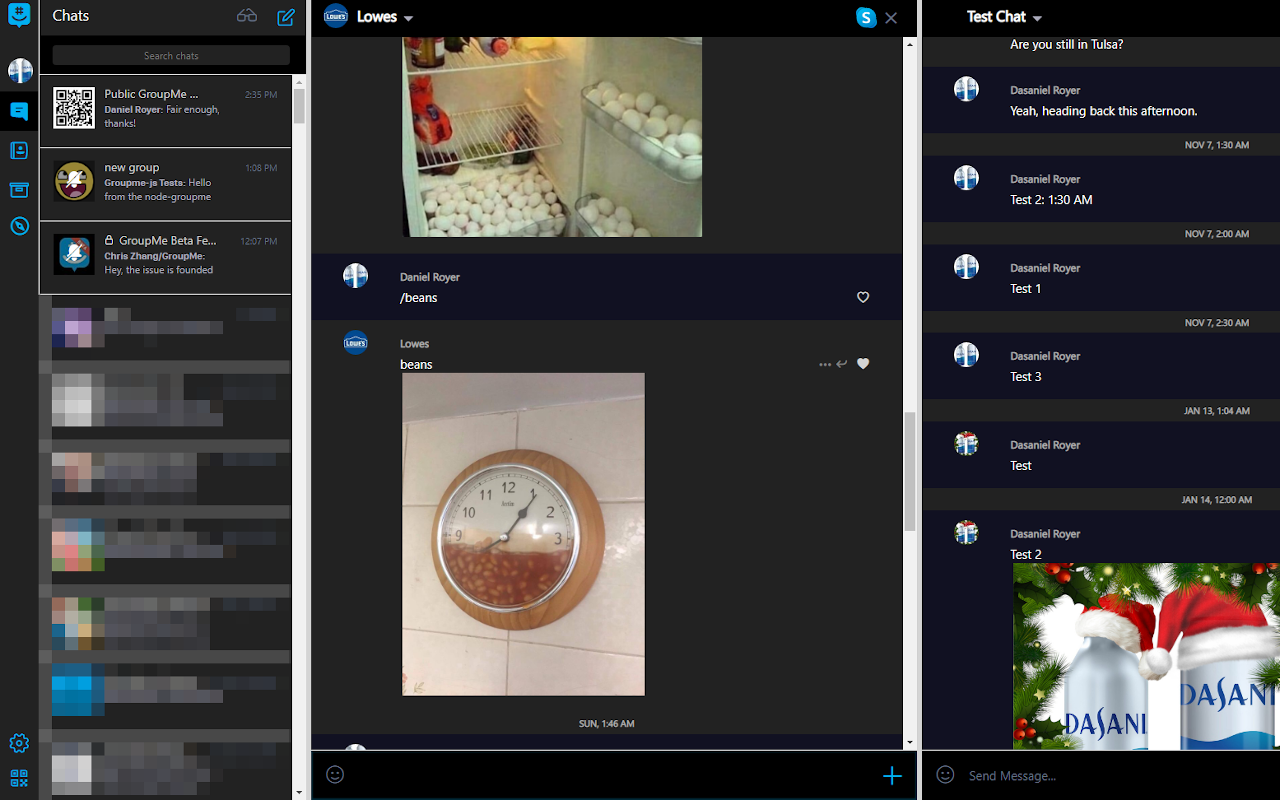 Chats
Search chats
Public GroupMe ...
2:35 PM
Daniel Royer: Fair enough,
thanks!
new group
1:08 PM
Groupme-js Tests: Hello
from the node-groupme
GroupMe Beta Fe...
12:07 PM
Chris Zhang/GroupMe:
Hey, the issue is founded
LOWE'S
Lowes
S
Daniel Royer
/beans
LOWE'S
Lowes
beans
11 12 1
10 2
9 3
SUN, 1:46 AM
Test Chat
Are you still in Tulsa?
Dasaniel Royer
Yeah, heading back this afternoon.
NOV 7, 1:30 AM
Dasaniel Royer
Test 2: 1:30 AM
NOV 7, 2:00 AM
Dasaniel Royer
Test 1
NOV 7, 2:30 AM
Dasaniel Royer
Test 3
JAN 13, 1:04 AM
Dasaniel Royer
Test
JAN 14, 12:00 AM
Dasaniel Royer
Test 2
DASANI
DASANI
Send Message...